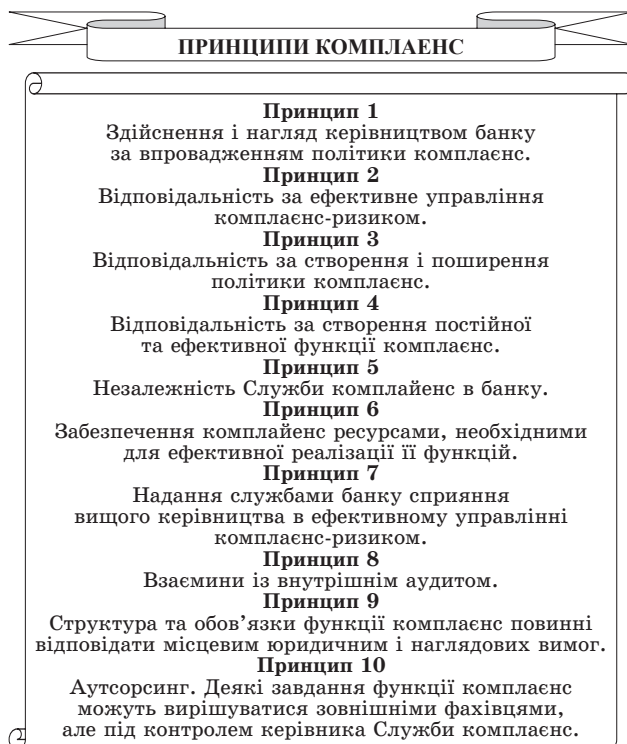 ПРИНЦИПИ КОМПЛАЕНС
Принцип 1
Здійснення і нагляд керівництвом банку
за впровадженням політики комплаєнс.
Принцип 2
Відповідальність за ефективне управління
комплаєнс-ризиком.
Принцип 3
Відповідальність за створення і поширення
політики комплаєнс.
Принцип 4
Відповідальність за створення постійної
та ефективної функції комплаєнс.
Принцип 5
Незалежність Служби комплайенс в банку.
Принцип 6
Забезпечення комплайенс ресурсами, необхідними
для ефективної реалізації її функцій.
Принцип 7
Надання службами банку сприяння
вищого керівництва в ефективному управлінні
комплаєнс-ризиком.
Принцип 8
Взаємини із внутрішнім аудитом.
Принцип 9
Структура та обов’язки функції комплаєнс повинні
відповідати місцевим юридичним і наглядових вимог.
Принцип 10
Аутсорсинг. Деякі завдання функції комплаєнс
можуть вирішуватися зовнішніми фахівцями,
але під контролем керівника Служби комплаєнс.